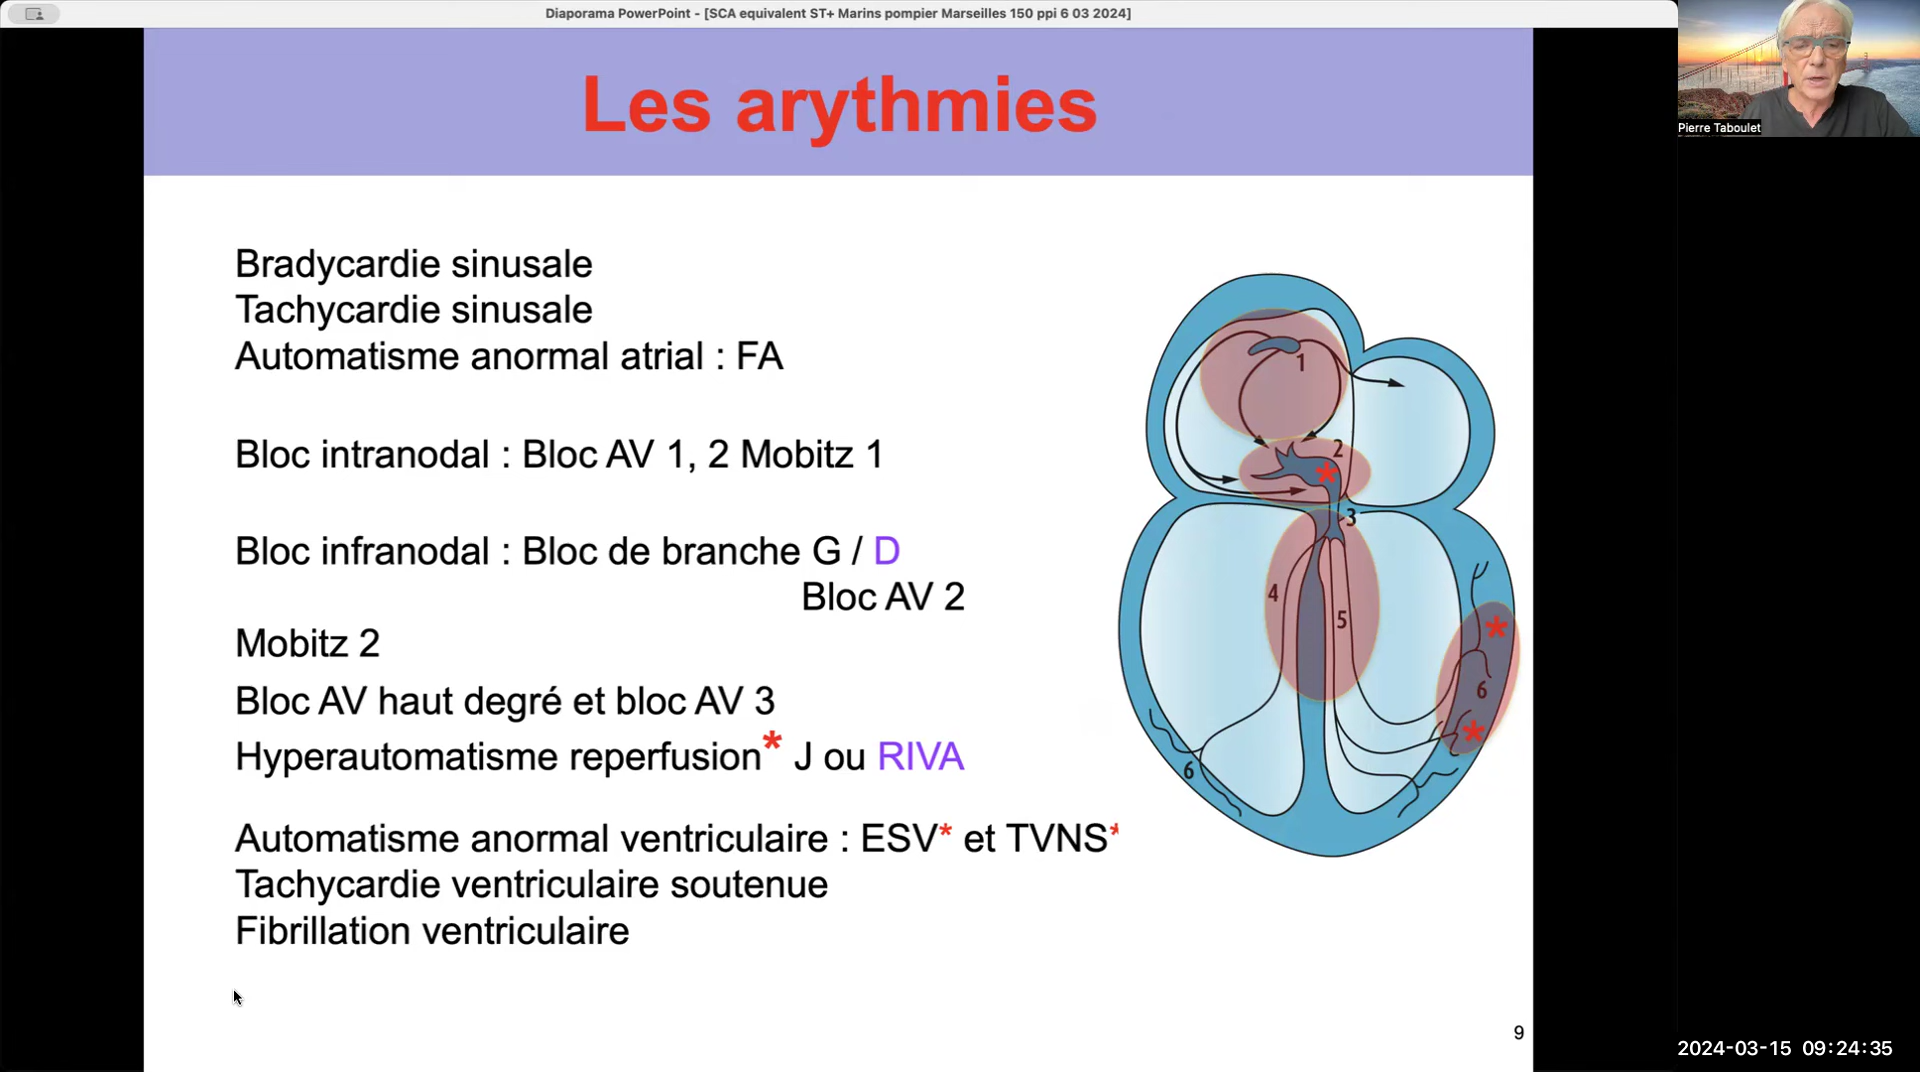 Diaporama PowerPoint - [SCA equivalent ST+ Marins pompier Marseilles 150 ppi 6 03 2024]
Pierre Taboulet
Les arythmies
Bradycardie sinusale
Tachycardie sinusale
Automatisme anormal atrial : FA
Bloc intranodal : Bloc AV 1, 2 Mobitz 1
Bloc infranodal : Bloc de branche G / D
Bloc AV 2
Mobitz 2
Bloc AV haut degré et bloc AV 3
Hyperautomatisme reperfusion* J ou RIVA
Automatisme anormal ventriculaire : ESV* et TVNS*
Tachycardie ventriculaire soutenue
Fibrillation ventriculaire
1
2
*
3
4
5
*
6
*
6
9
2024-03-15 09:24:35